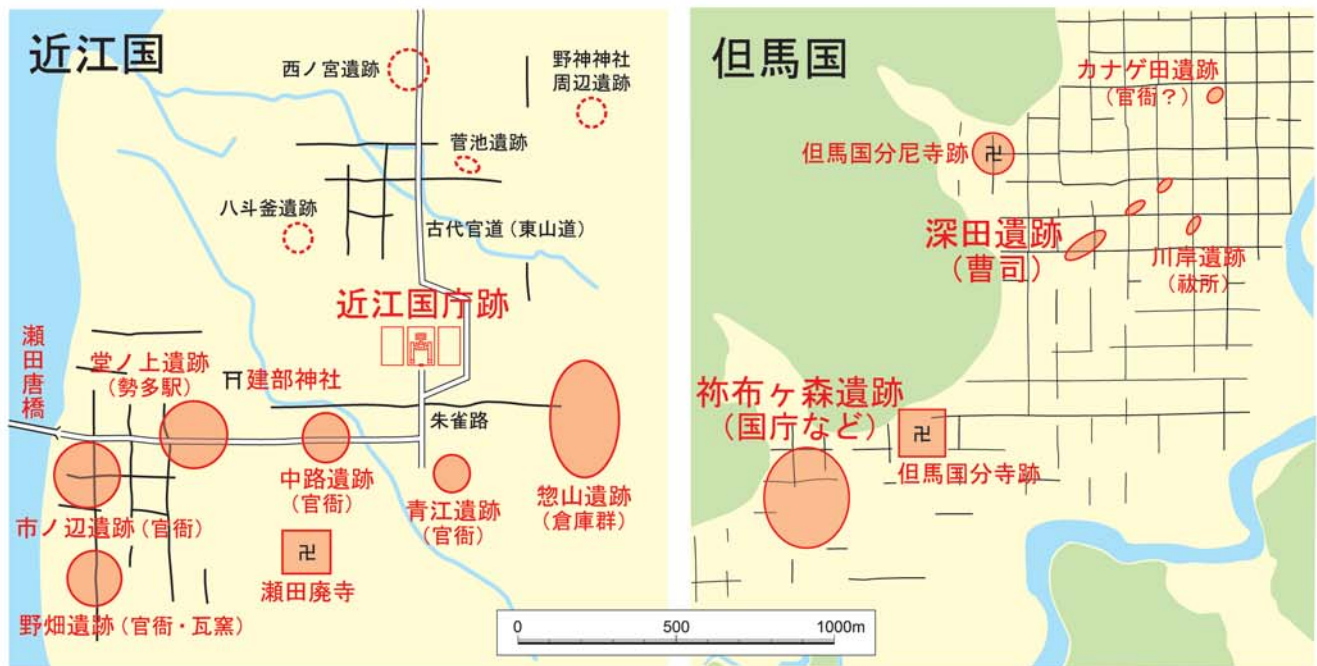 近江国
西ノ宮遺跡
野神神社
周辺遺跡
菅池遺跡
八斗釜遺跡
古代官道(東山道)
近江国庁跡
瀬田唐橋
堂ノ上遺跡
(勢多駅)
建部神社
朱雀路
中路遺跡
(官衙)
青江遺跡
(官衙)
惣山遺跡
(倉庫群)
市ノ辺遺跡(官衙)
卍
瀬田廃寺
野畑遺跡(官衙・瓦窯)
但馬国
カナゲ田遺跡
(官衙?)
卍
但馬国分尼寺跡
深田遺跡
(曹司)
川岸遺跡
(祓所)
祢布ヶ森遺跡
(国庁など)
卍
但馬国分寺跡
0 500 1000m